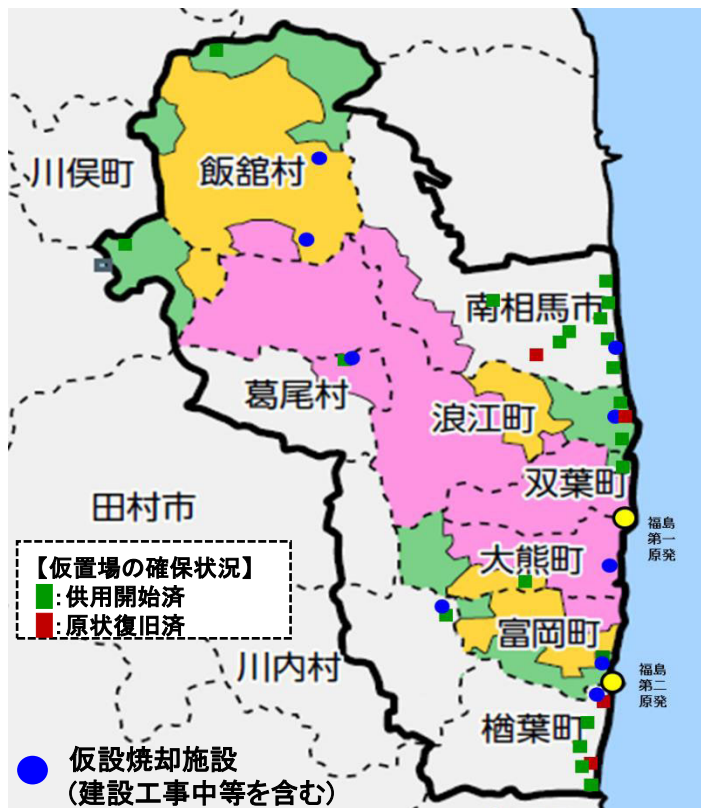 飯舘村
川俣町
南相馬市
葛尾村
浪江町
双葉町
田村市
福島
第一
原発
大熊町
【仮置場の確保状況】
:供用開始済
:原状復旧済
富岡町
川内村
福島
第二
原発
楢葉町
仮設焼却施設
(建設工事中等を含む)